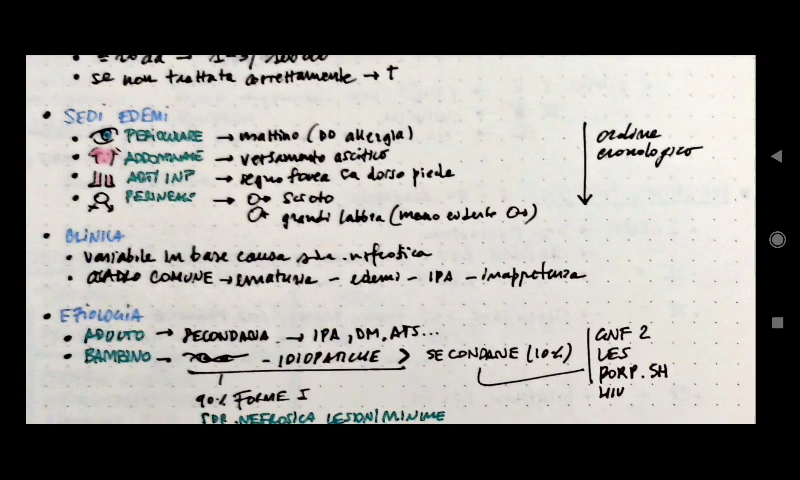 • se non trattata correttamente → ↑
• SEDI EDEMI
• PERIOCULARE → mattino (DD allergia)
• ADDOMINALE → versamento ascitico
• ARTI INF → segno fovea su dorso piede
• PERINEALE → ♂ scroto
♀ grandi labbra (meno evidente ♂)
ordine
cronologico
• CLINICA
• variabile in base causa sdr. nefrosica
• QUADRO COMUNE → ematuria - edemi - IPA - inappetenza
• EZIOLOGIA
• ADULTO → SECONDARIA → IPA, DM, ATS...
• BAMBINO → - IDIOPATICHE > SECONDARIE (10%)
GNF 2
LES
PORP. SH
HIV
90% FORME I
SDR. NEFROSICA LESIONI MINIME